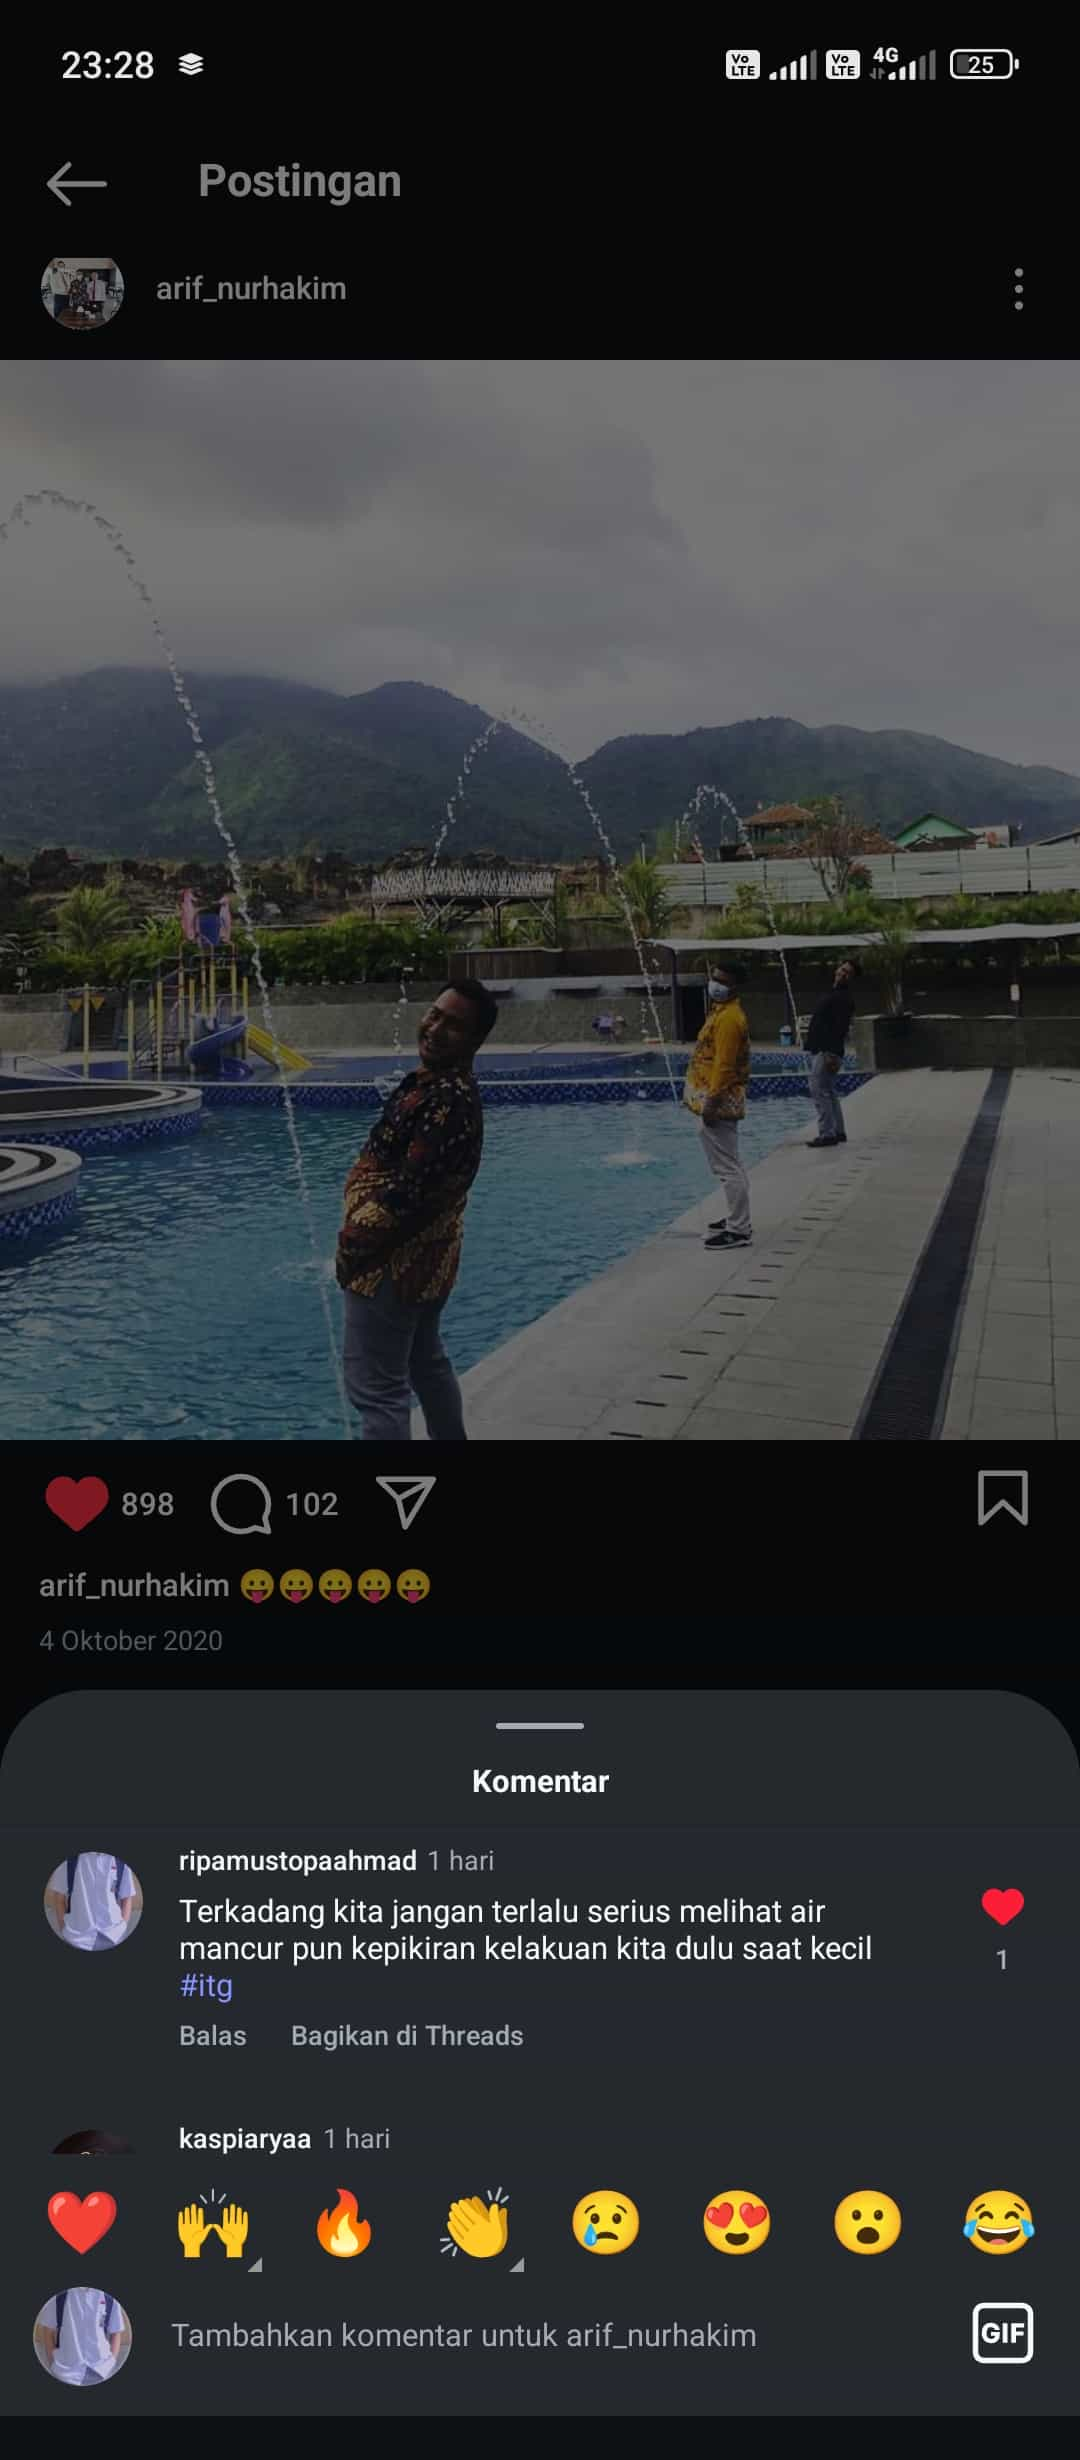 23:28
Vo LTE Vo LTE 4G 25
Postingan
arif_nurhakim
898 102
arif_nurhakim 😛😛😛😛😛
4 Oktober 2020
Komentar
ripamustopaahmad 1 hari
Terkadang kita jangan terlalu serius melihat air
mancur pun kepikiran kelakuan kita dulu saat kecil
#itg
1
Balas Bagikan di Threads
kaspiaryaa 1 hari
❤️ 🙌 🔥 👏 😢 😍 😮 😂
Tambahkan komentar untuk arif_nurhakim
GIF